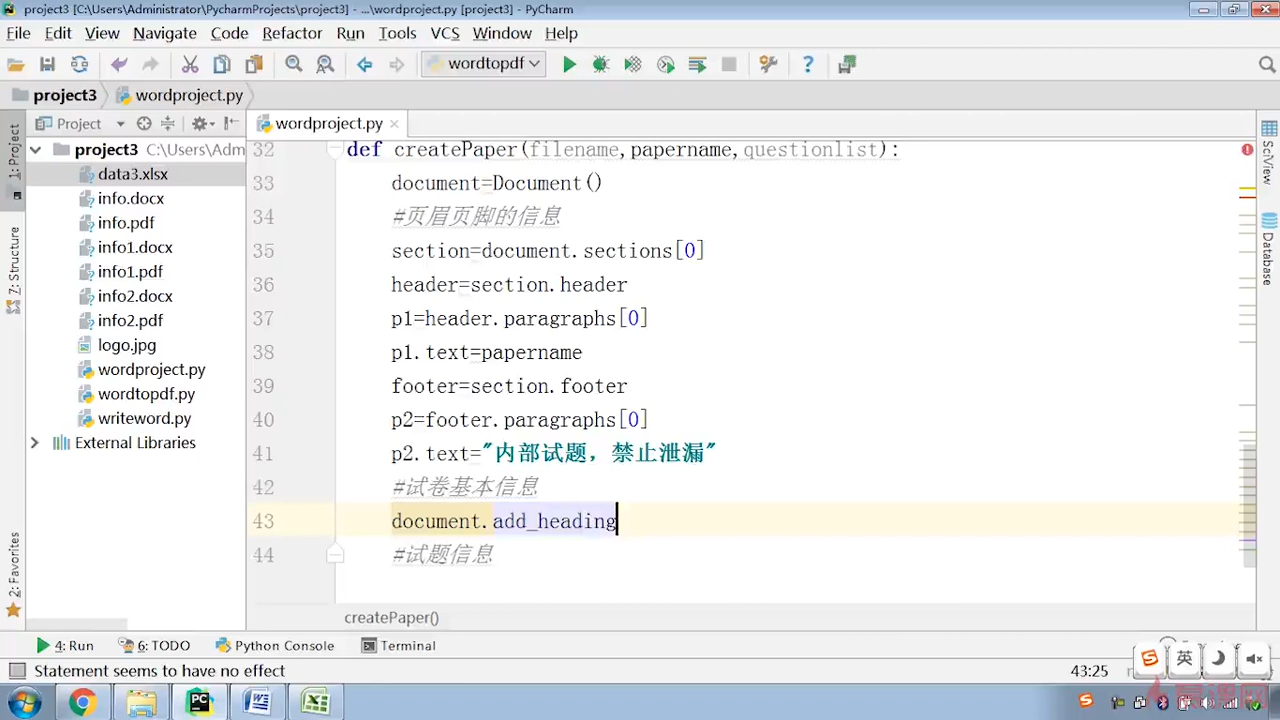 project3 [C:\Users\Administrator\PycharmProjects\project3] - ...\wordproject.py [project3] - PyCharm
File Edit View Navigate Code Refactor Run Tools VCS Window Help
wordtopdf
project3 wordproject.py
Project
wordproject.py
1: Project
Z: Structure
2: Favorites
project3 C:\Users\Adm
data3.xlsx
info.docx
info.pdf
info1.docx
info1.pdf
info2.docx
info2.pdf
logo.jpg
wordproject.py
wordtopdf.py
writeword.py
External Libraries
32 def createPaper(filename,papername,questionlist):
33 document=Document()
34 #页眉页脚的信息
35 section=document.sections[0]
36 header=section.header
37 p1=header.paragraphs[0]
38 p1.text=papername
39 footer=section.footer
40 p2=footer.paragraphs[0]
41 p2.text="内部试题，禁止泄漏"
42 #试卷基本信息
43 document.add_heading
44 #试题信息
createPaper()
SciView
Database
4: Run 6: TODO Python Console Terminal
Statement seems to have no effect 43:25
英